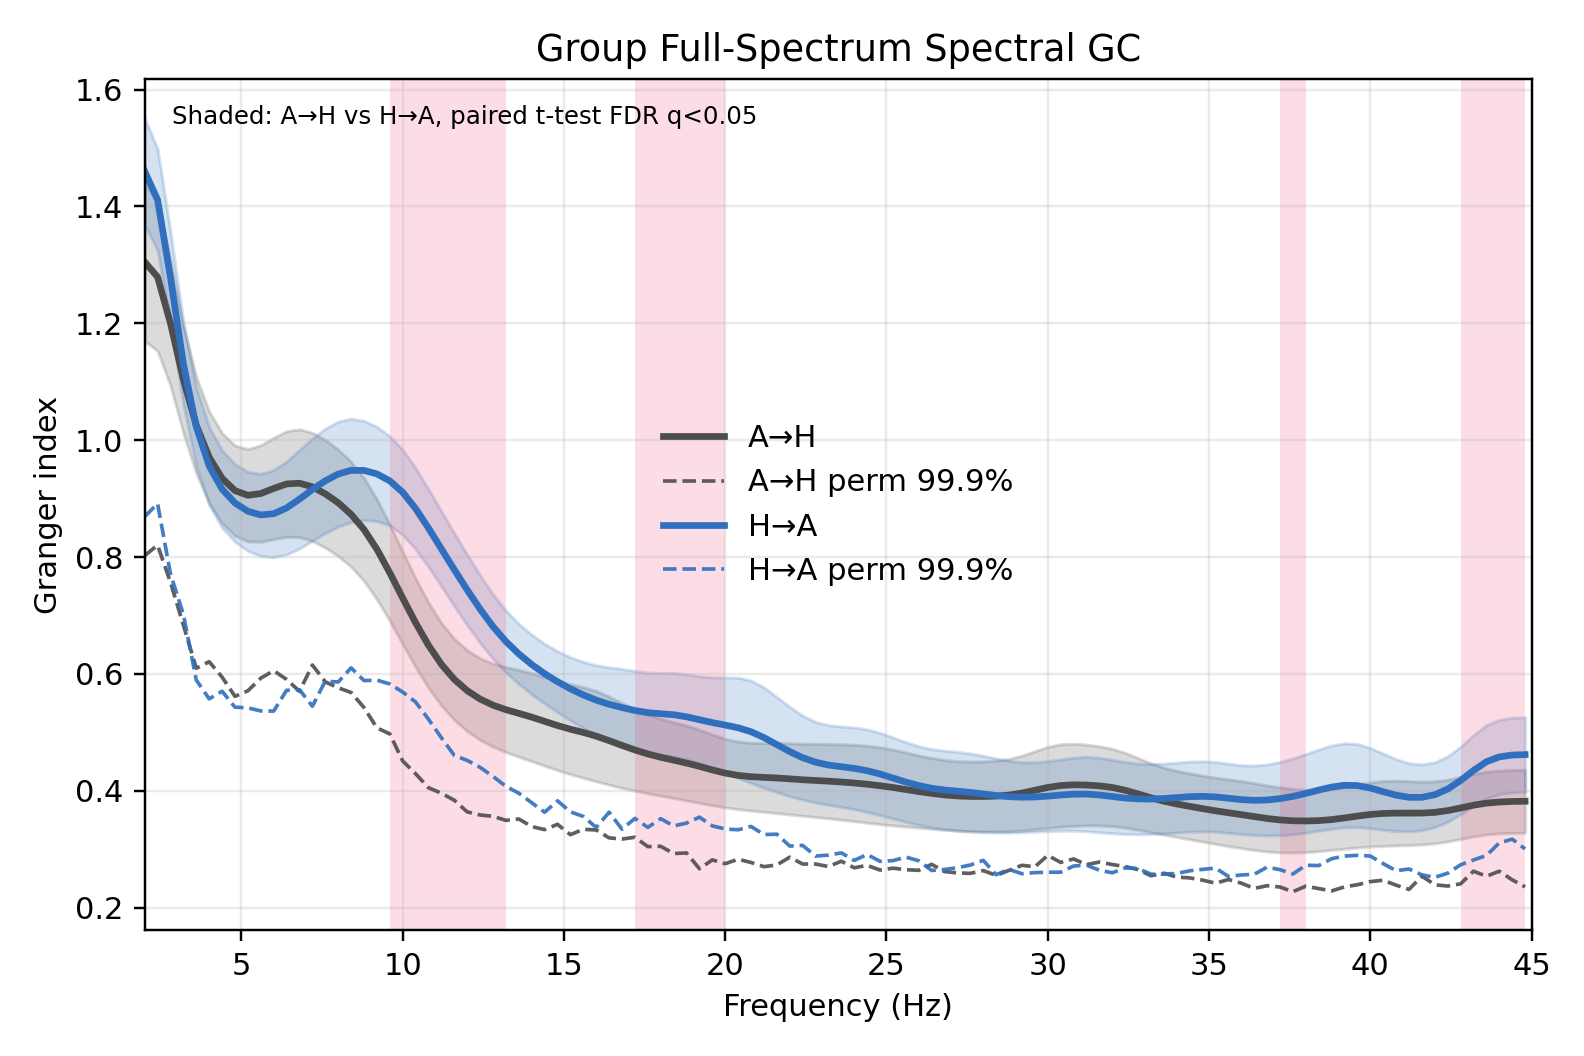 Group Full-Spectrum Spectral GC
Shaded: A→H vs H→A, paired t-test FDR q<0.05
1.6
1.4
1.2
1.0
0.8
0.6
0.4
0.2
Granger index
A→H
A→H perm 99.9%
H→A
H→A perm 99.9%
5 10 15 20 25 30 35 40 45
Frequency (Hz)